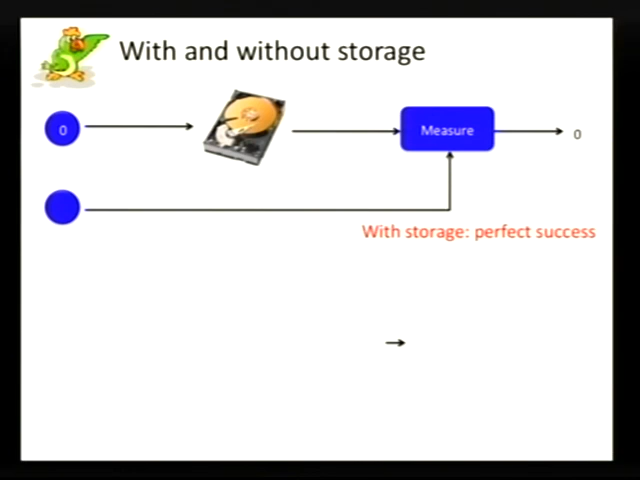 With and without storage
0
Measure
0
With storage: perfect success